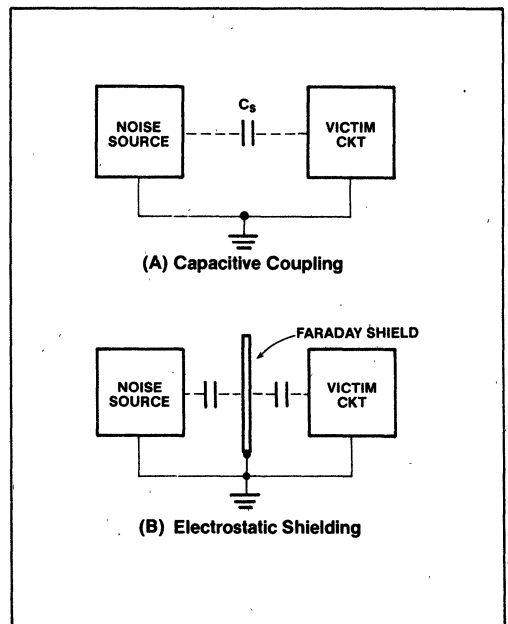 Cs
NOISE
SOURCE
VICTIM
CKT
(A) Capacitive Coupling
FARADAY SHIELD
NOISE
SOURCE
VICTIM
CKT
(B) Electrostatic Shielding